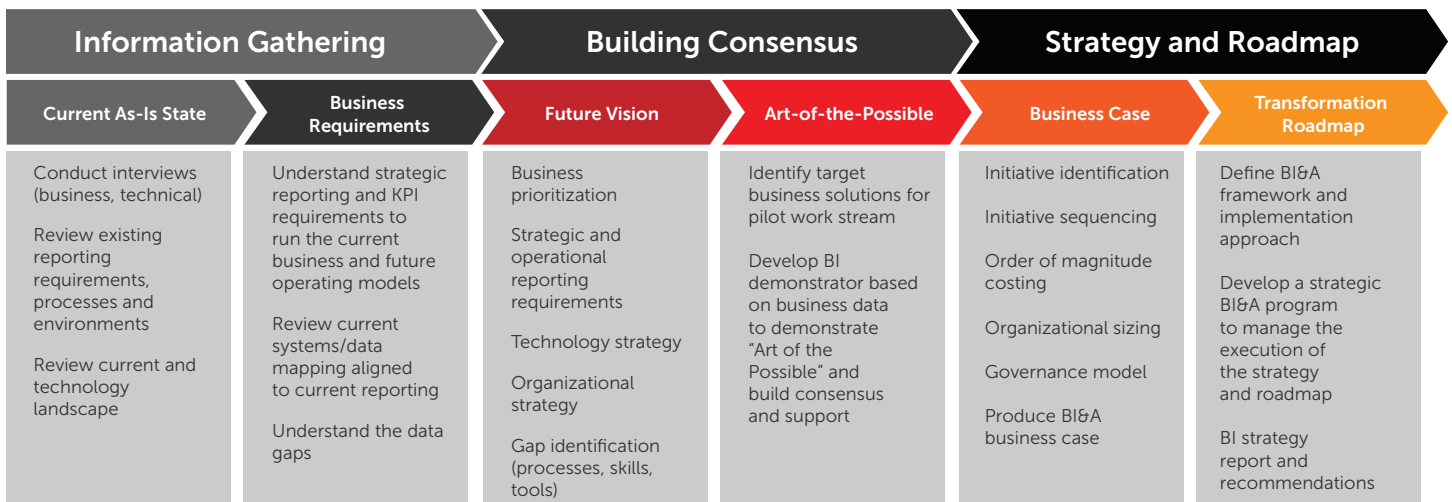 Information Gathering
Building Consensus
Strategy and Roadmap
Current As-Is State
Business
Requirements
Future Vision
Art-of-the-Possible
Business Case
Transformation
Roadmap
Conduct interviews
(business, technical)
Review existing
reporting
requirements,
processes and
environments
Review current and
technology
landscape
Understand strategic
reporting and KPI
requirements to
run the current
business and future
operating models
Review current
systems/data
mapping aligned
to current reporting
Understand the data
gaps
Business
prioritization
Strategic and
operational
reporting
requirements
Technology strategy
Organizational
strategy
Gap identification
(processes, skills,
tools)
Identify target
business solutions for
pilot work stream
Develop BI
demonstrator based
on business data
to demonstrate
“Art of the
Possible” and
build consensus
and support
Initiative identification
Initiative sequencing
Order of magnitude
costing
Organizational sizing
Governance model
Produce BI&A
business case
Define BI&A
framework and
implementation
approach
Develop a strategic
BI&A program
to manage the
execution of
the strategy
and roadmap
BI strategy
report and
recommendations